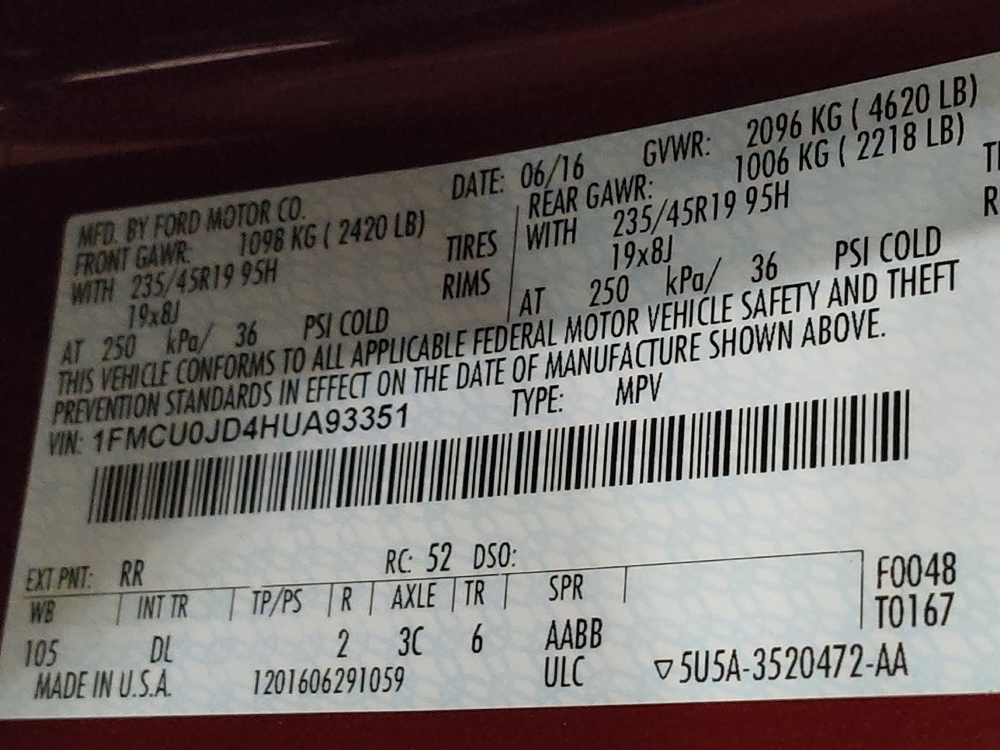 MFD. BY FORD MOTOR CO. DATE: 06/16 GVWR: 2096 KG ( 4620 LB)
FRONT GAWR: 1098 KG ( 2420 LB) REAR GAWR: 1006 KG ( 2218 LB)
WITH 235/45R19 95H TIRES WITH 235/45R19 95H
19x8J RIMS 19x8J
AT 250 kPa/ 36 PSI COLD AT 250 kPa/ 36 PSI COLD
THIS VEHICLE CONFORMS TO ALL APPLICABLE FEDERAL MOTOR VEHICLE SAFETY AND THEFT
PREVENTION STANDARDS IN EFFECT ON THE DATE OF MANUFACTURE SHOWN ABOVE.
VIN: 1FMCU0JD4HUA93351 TYPE: MPV
EXT PNT: RR RC: 52 DSO:
WB INT TR TP/PS R AXLE TR SPR F0048
105 DL 2 3C 6 AABB T0167
MADE IN U.S.A. 1201606291059 ULC ▽5U5A-3520472-AA